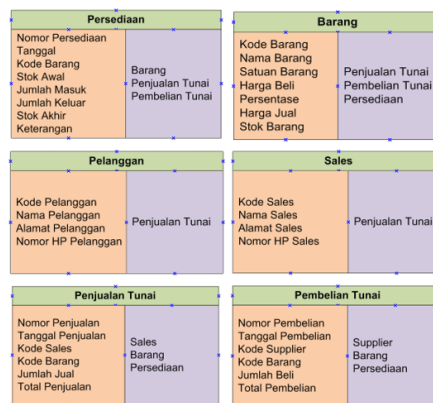 Persediaan
Nomor Persediaan
Tanggal
Kode Barang
Stok Awal
Jumlah Masuk
Jumlah Keluar
Stok Akhir
Keterangan
Barang
Penjualan Tunai
Pembelian Tunai
Barang
Kode Barang
Nama Barang
Satuan Barang
Harga Beli
Persentase
Harga Jual
Stok Barang
Penjualan Tunai
Pembelian Tunai
Persediaan
Pelanggan
Kode Pelanggan
Nama Pelanggan
Alamat Pelanggan
Nomor HP Pelanggan
Penjualan Tunai
Sales
Kode Sales
Nama Sales
Alamat Sales
Nomor HP Sales
Penjualan Tunai
Penjualan Tunai
Nomor Penjualan
Tanggal Penjualan
Kode Sales
Kode Barang
Jumlah Jual
Total Penjualan
Sales
Barang
Persediaan
Pembelian Tunai
Nomor Pembelian
Tanggal Pembelian
Kode Supplier
Kode Barang
Jumlah Beli
Total Pembelian
Supplier
Barang
Persediaan